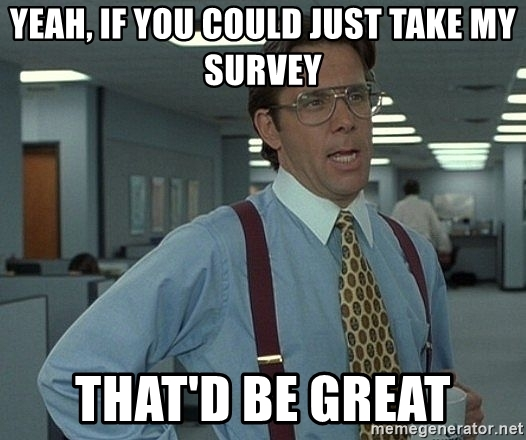 YEAH, IF YOU COULD JUST TAKE MY
SURVEY
THAT'D BE GREAT
memegenerator.net